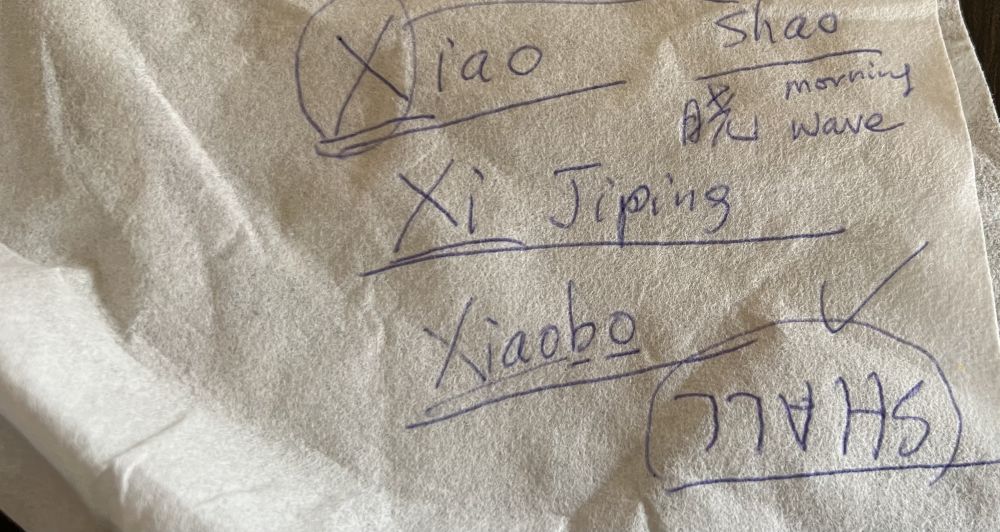 Xiao
Shao
晓 morning
wave
Xi Jiping
Xiaobo
SHALL